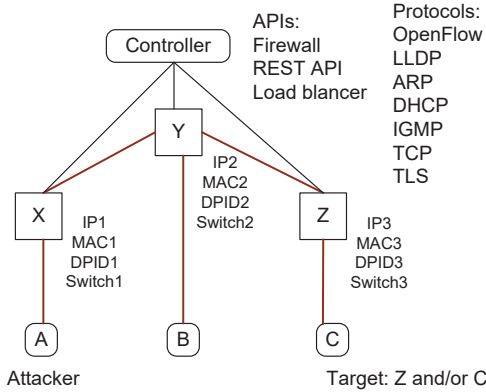 Controller
APIs:
Firewall
REST API
Load blancer
Protocols:
OpenFlow
LLDP
ARP
DHCP
IGMP
TCP
TLS
Y
IP2
MAC2
DPID2
Switch2
X
IP1
MAC1
DPID1
Switch1
Z
IP3
MAC3
DPID3
Switch3
A
B
C
Attacker
Target: Z and/or C